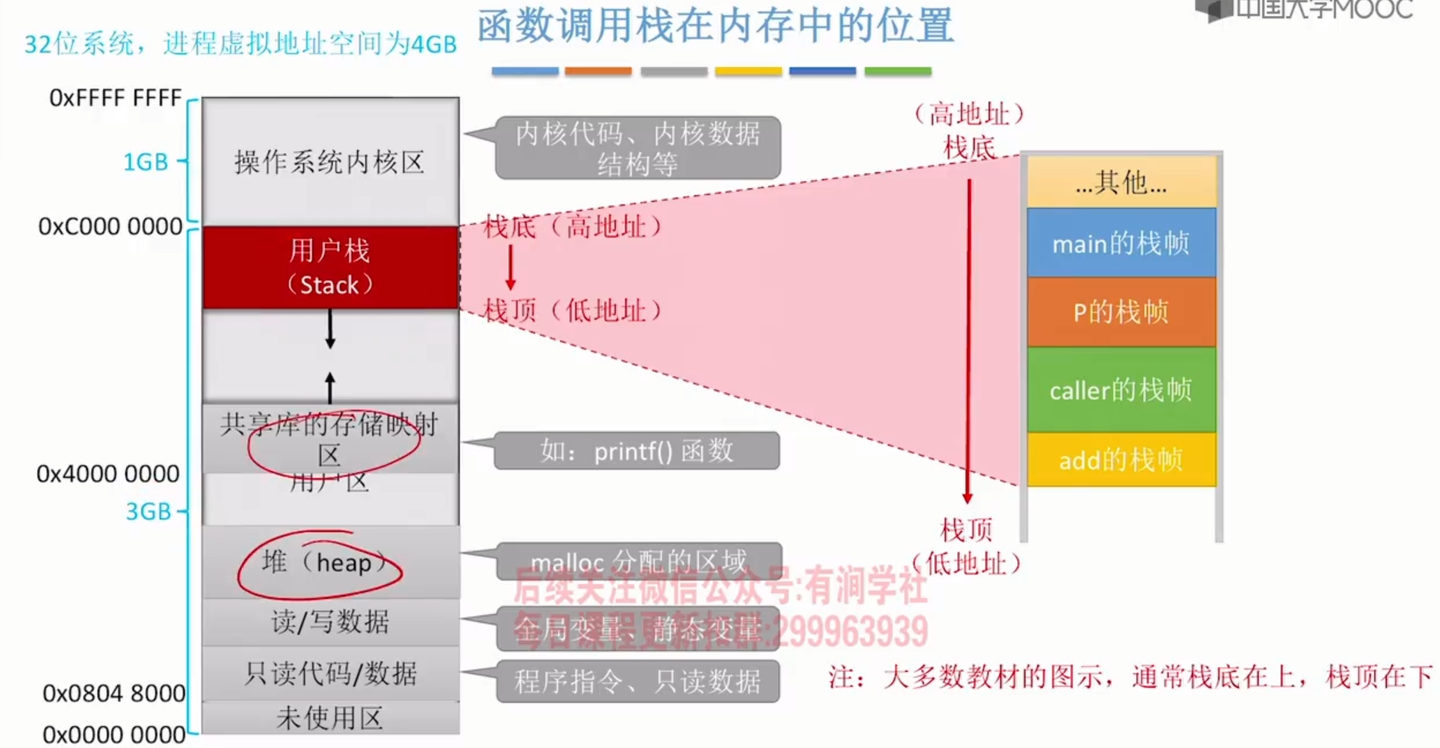 中国大学MOOC
函数调用栈在内存中的位置
32位系统，进程虚拟地址空间为4GB
0xFFFF FFFF
1GB
操作系统内核区
内核代码、内核数据
结构等
0xC000 0000
用户栈
（Stack）
栈底（高地址）
栈顶（低地址）
（高地址）
栈底
...其他...
main的栈帧
P的栈帧
caller的栈帧
add的栈帧
栈顶
（低地址）
共享库的存储映射
区
如：printf() 函数
0x4000 0000
用户区
3GB
堆（heap）
malloc 分配的区域
后续关注微信公众号:有涧学社
每日课程更新扣群:299963939
读/写数据
全局变量、静态变量
只读代码/数据
程序指令、只读数据
0x0804 8000
未使用区
0x0000 0000
注：大多数教材的图示，通常栈底在上，栈顶在下